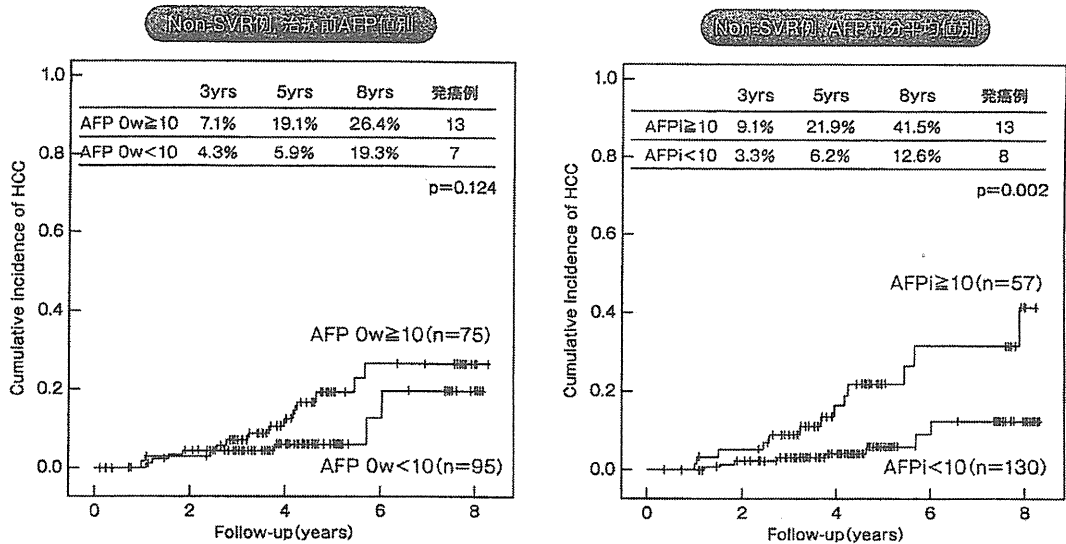 Non-SVR例, 治療前AFP値別
1.0
0.8
0.6
0.4
0.2
0.0
Cumulative Incidence of HCC
3yrs 5yrs 8yrs 発癌例
AFP 0w≧10 7.1% 19.1% 26.4% 13
AFP 0w<10 4.3% 5.9% 19.3% 7
p=0.124
AFP 0w≧10(n=75)
AFP 0w<10(n=95)
0 2 4 6 8
Follow-up(years)
Non-SVR例, AFP積分平均値別
1.0
0.8
0.6
0.4
0.2
0.0
Cumulative Incidence of HCC
3yrs 5yrs 8yrs 発癌例
AFPi≧10 9.1% 21.9% 41.5% 13
AFPi<10 3.3% 6.2% 12.6% 8
p=0.002
AFPi≧10(n=57)
AFPi<10(n=130)
0 2 4 6 8
Follow-up(years)